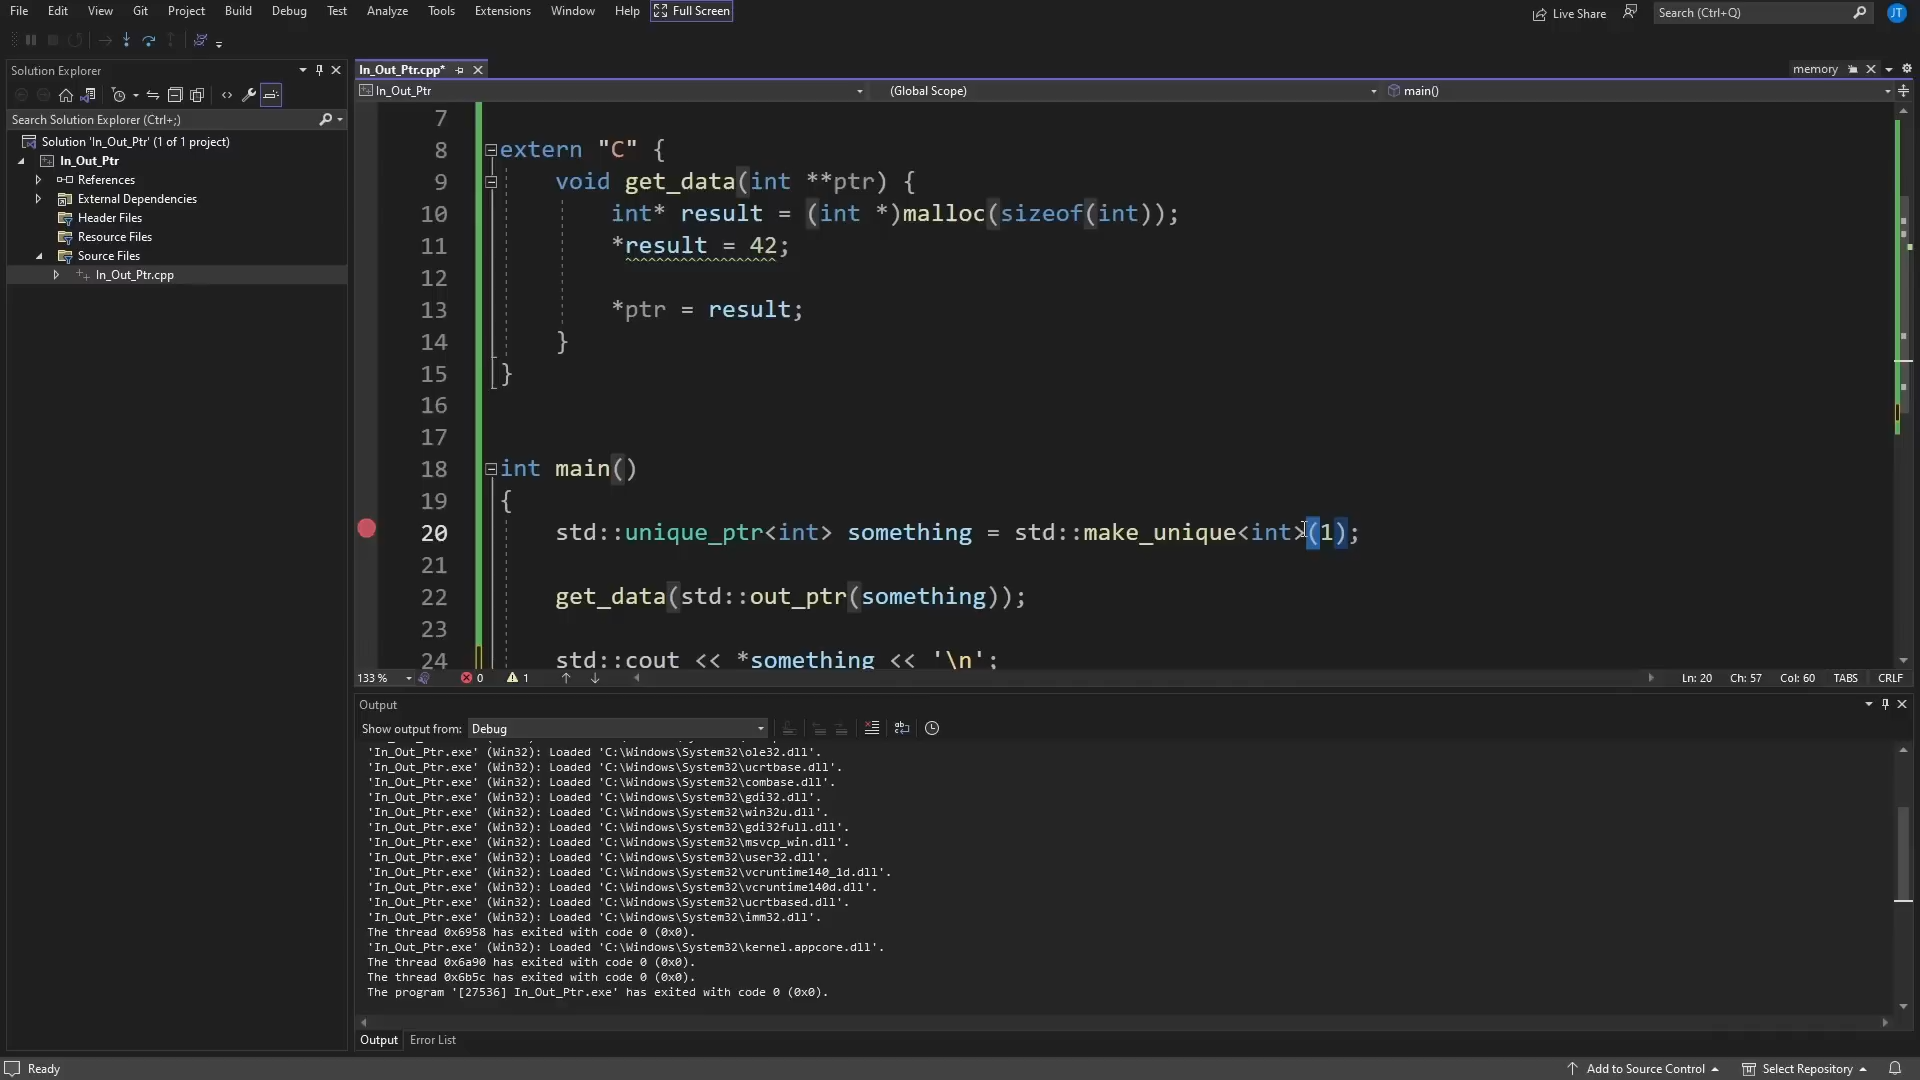 File Edit View Git Project Build Debug Test Analyze Tools Extensions Window Help Full Screen Live Share Search (Ctrl+Q) JT
Solution Explorer
In_Out_Ptr.cpp* memory
In_Out_Ptr (Global Scope) main()
Search Solution Explorer (Ctrl+;)
Solution 'In_Out_Ptr' (1 of 1 project)
In_Out_Ptr
References
External Dependencies
Header Files
Resource Files
Source Files
In_Out_Ptr.cpp
7
8 extern "C" {
9 void get_data(int **ptr) {
10 int* result = (int *)malloc(sizeof(int));
11 *result = 42;
12
13 *ptr = result;
14 }
15 }
16
17
18 int main()
19 {
20 std::unique_ptr<int> something = std::make_unique<int>(1);
21
22 get_data(std::out_ptr(something));
23
24 std::cout << *something << '\n';
133 % 0 1 Ln: 20 Ch: 57 Col: 60 TABS CRLF
Output
Show output from: Debug
'In_Out_Ptr.exe' (Win32): Loaded 'C:\Windows\System32\ole32.dll'.
'In_Out_Ptr.exe' (Win32): Loaded 'C:\Windows\System32\ucrtbase.dll'.
'In_Out_Ptr.exe' (Win32): Loaded 'C:\Windows\System32\combase.dll'.
'In_Out_Ptr.exe' (Win32): Loaded 'C:\Windows\System32\gdi32.dll'.
'In_Out_Ptr.exe' (Win32): Loaded 'C:\Windows\System32\win32u.dll'.
'In_Out_Ptr.exe' (Win32): Loaded 'C:\Windows\System32\gdi32full.dll'.
'In_Out_Ptr.exe' (Win32): Loaded 'C:\Windows\System32\msvcp_win.dll'.
'In_Out_Ptr.exe' (Win32): Loaded 'C:\Windows\System32\user32.dll'.
'In_Out_Ptr.exe' (Win32): Loaded 'C:\Windows\System32\vcruntime140_1d.dll'.
'In_Out_Ptr.exe' (Win32): Loaded 'C:\Windows\System32\vcruntime140d.dll'.
'In_Out_Ptr.exe' (Win32): Loaded 'C:\Windows\System32\ucrtbased.dll'.
'In_Out_Ptr.exe' (Win32): Loaded 'C:\Windows\System32\imm32.dll'.
The thread 0x6958 has exited with code 0 (0x0).
'In_Out_Ptr.exe' (Win32): Loaded 'C:\Windows\System32\kernel.appcore.dll'.
The thread 0x6a90 has exited with code 0 (0x0).
The thread 0x6b5c has exited with code 0 (0x0).
The program '[27536] In_Out_Ptr.exe' has exited with code 0 (0x0).
Output Error List
Ready Add to Source Control Select Repository